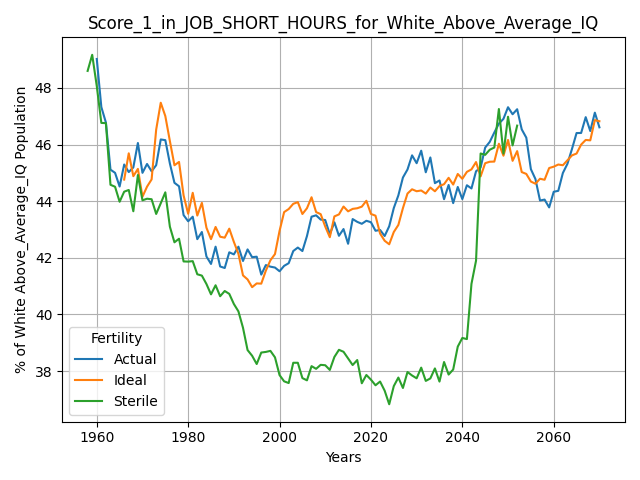 Score_1_in_JOB_SHORT_HOURS_for_White_Above_Average_IQ
% of White Above_Average_IQ Population
48
46
44
42
40
38
Fertility
Actual
Ideal
Sterile
1960 1980 2000 2020 2040 2060
Years